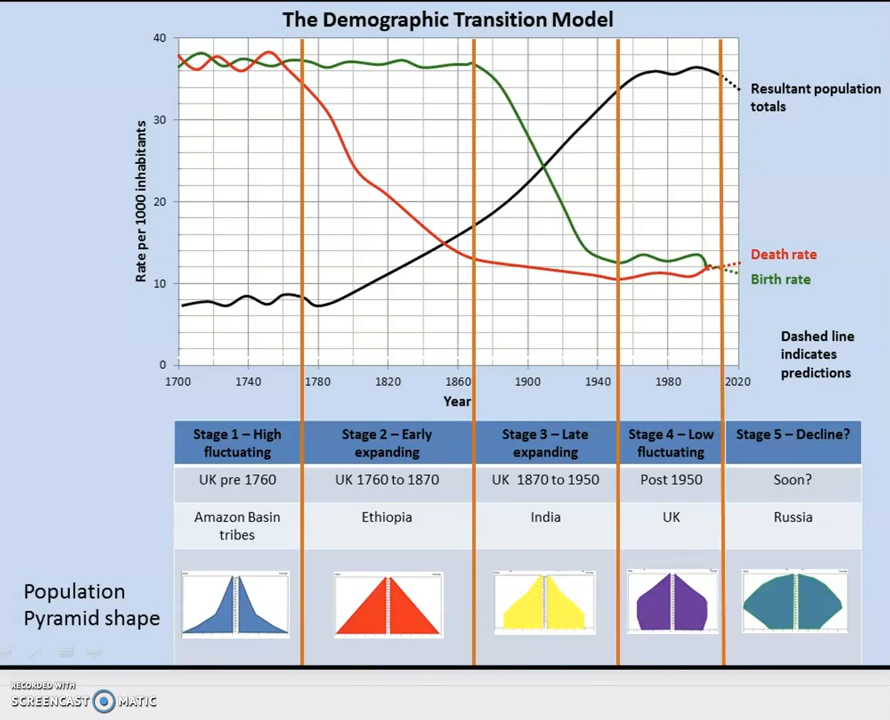 The Demographic Transition Model
40
30
20
10
0
Rate per 1000 inhabitants
1700 1740 1780 1820 1860 1900 1940 1980 2020
Year
Resultant population
totals
Death rate
Birth rate
Dashed line
indicates
predictions
Stage 1 – High
fluctuating
Stage 2 – Early
expanding
Stage 3 – Late
expanding
Stage 4 – Low
fluctuating
Stage 5 – Decline?
UK pre 1760
UK 1760 to 1870
UK 1870 to 1950
Post 1950
Soon?
Amazon Basin
tribes
Ethiopia
India
UK
Russia
Population
Pyramid shape
RECORDED WITH
SCREENCAST MATIC